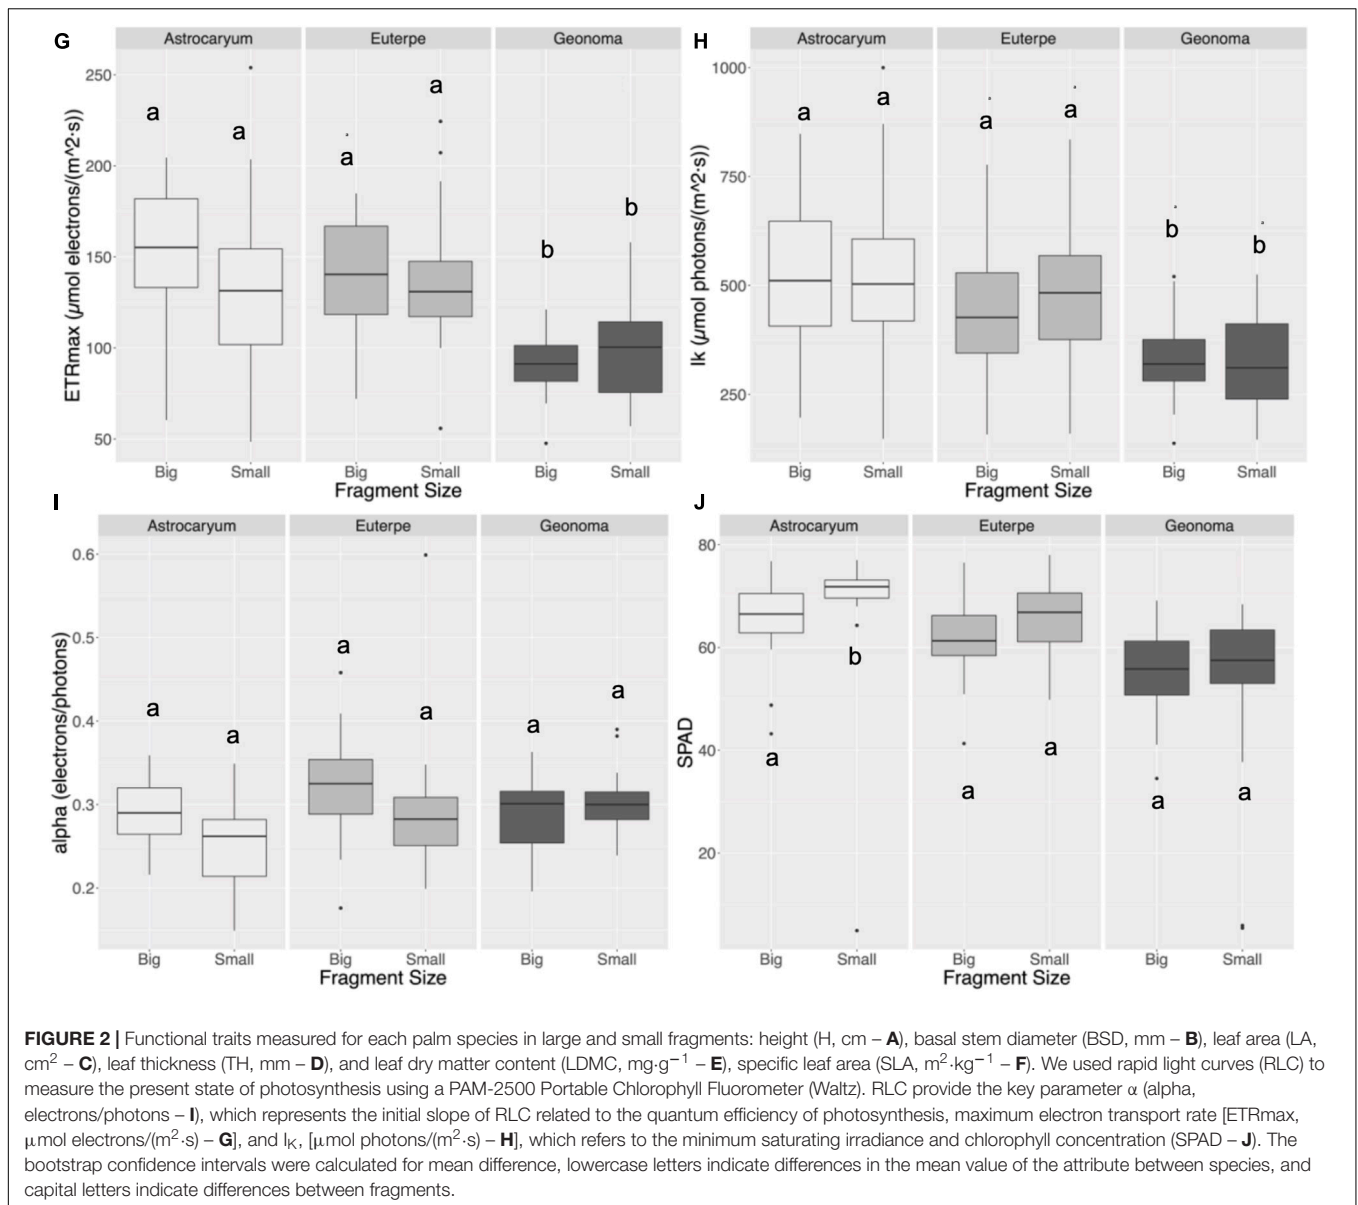 G
Astrocaryum
Euterpe
Geonoma
ETRmax (µmol electrons/(m^2·s))
250
200
150
100
50
a
a
a
a
b
b
Big
Small
Big
Small
Big
Small
Fragment Size
H
Astrocaryum
Euterpe
Geonoma
Ik (µmol photons/(m^2·s))
1000
750
500
250
a
a
a
a
b
b
Big
Small
Big
Small
Big
Small
Fragment Size
I
Astrocaryum
Euterpe
Geonoma
alpha (electrons/photons)
0.6
0.5
0.4
0.3
0.2
a
a
a
a
a
a
Big
Small
Big
Small
Big
Small
Fragment Size
J
Astrocaryum
Euterpe
Geonoma
SPAD
80
60
40
20
a
b
a
a
a
a
Big
Small
Big
Small
Big
Small
Fragment Size
FIGURE 2 | Functional traits measured for each palm species in large and small fragments: height (H, cm – A), basal stem diameter (BSD, mm – B), leaf area (LA,
cm² – C), leaf thickness (TH, mm – D), and leaf dry matter content (LDMC, mg·g⁻¹ – E), specific leaf area (SLA, m²·kg⁻¹ – F). We used rapid light curves (RLC) to
measure the present state of photosynthesis using a PAM-2500 Portable Chlorophyll Fluorometer (Waltz). RLC provide the key parameter α (alpha,
electrons/photons – I), which represents the initial slope of RLC related to the quantum efficiency of photosynthesis, maximum electron transport rate [ETRmax,
μmol electrons/(m²·s) – G], and I_K, [μmol photons/(m²·s) – H], which refers to the minimum saturating irradiance and chlorophyll concentration (SPAD – J). The
bootstrap confidence intervals were calculated for mean difference, lowercase letters indicate differences in the mean value of the attribute between species, and
capital letters indicate differences between fragments.